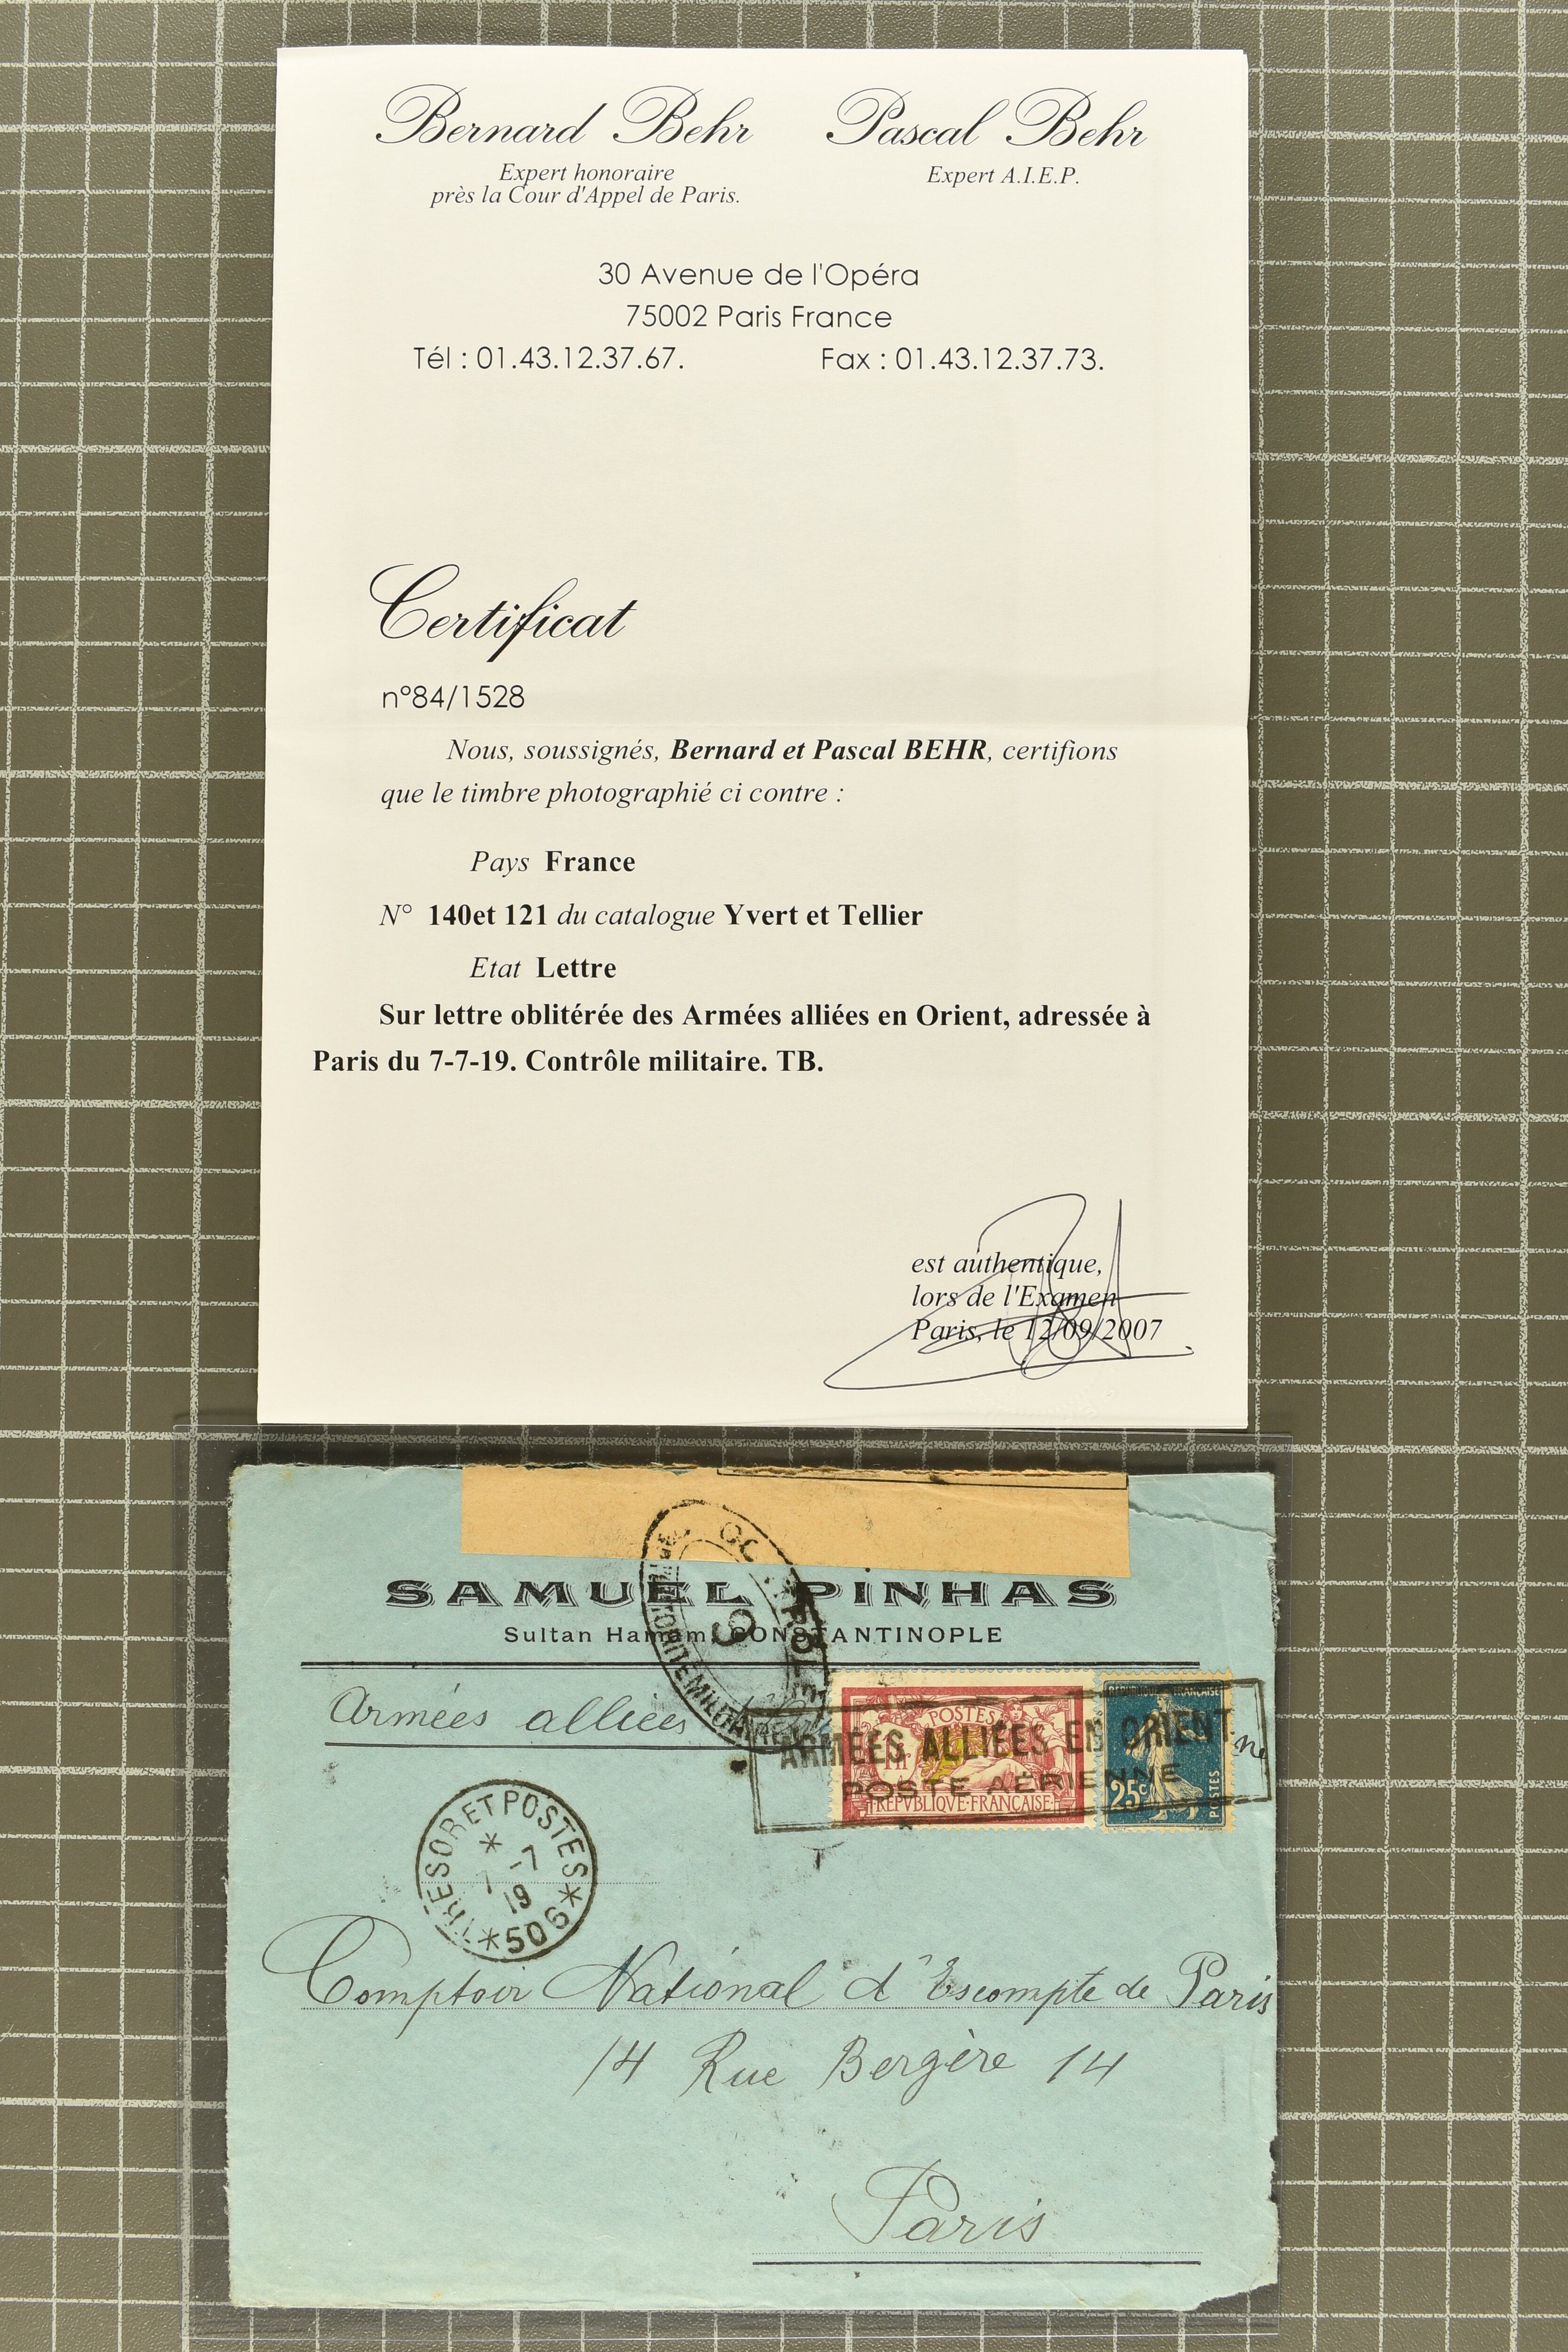 Bernard Behr
Expert honoraire
près la Cour d'Appel de Paris.
Pascal Behr
Expert A.I.E.P.
30 Avenue de l'Opéra
75002 Paris France
Tél : 01.43.12.37.67. Fax : 01.43.12.37.73.
Certificat
n°84/1528
Nous, soussignés, Bernard et Pascal BEHR, certifions
que le timbre photographié ci contre :
Pays France
N° 140et 121 du catalogue Yvert et Tellier
Etat Lettre
Sur lettre oblitérée des Armées alliées en Orient, adressée à
Paris du 7-7-19. Contrôle militaire. TB.
est authentique,
lors de l'Examen
Paris, le 12/09/2007
SAMUEL PINHAS
Sultan Hamam, CONSTANTINOPLE
Armées alliées
ARMÉES ALLIÉES EN ORIENT
POSTE AÉRIENNE
POSTES
1 fr
REPVBLIQVE·FRANÇAISE
REPUBLIQUE FRANÇAISE
25c
POSTES
TRÉSOR ET POSTES
7-7
19
*506*
Comptoir National d'Escompte de Paris
14 Rue Bergère 14
Paris